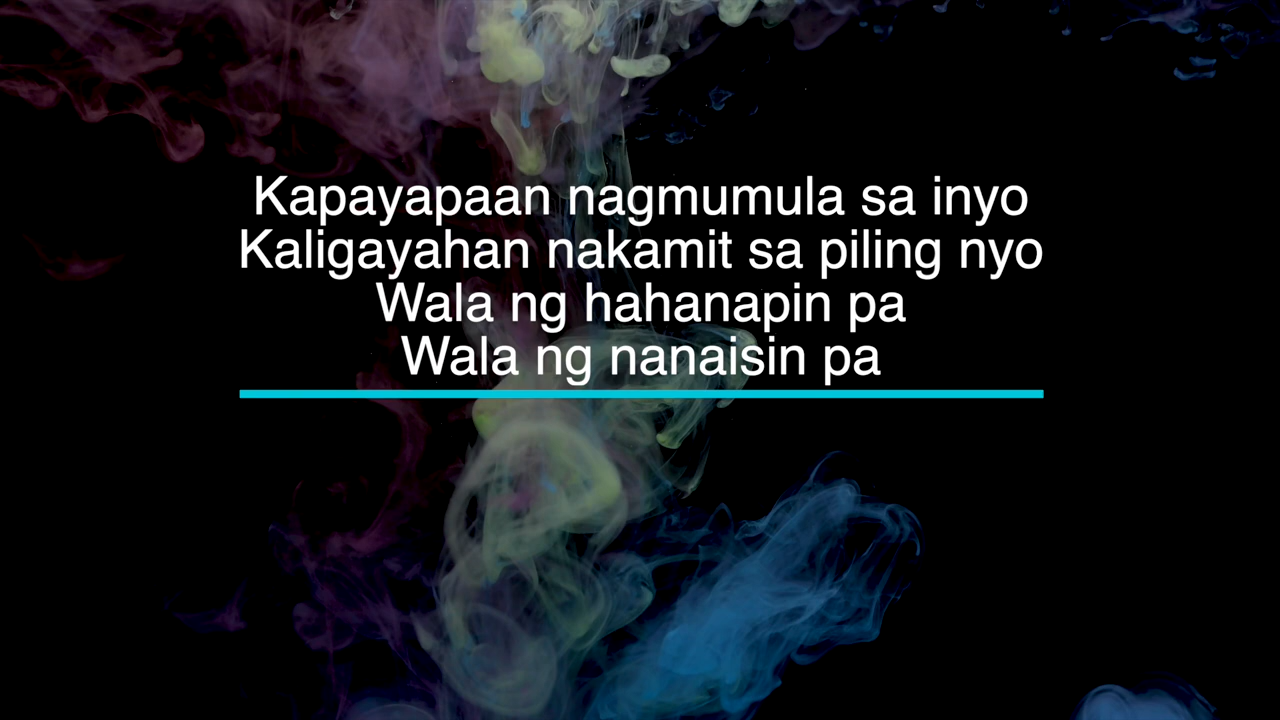 Kapayapaan nagmumula sa inyo
Kaligayahan nakamit sa piling nyo
Wala ng hahanapin pa
Wala ng nanaisin pa